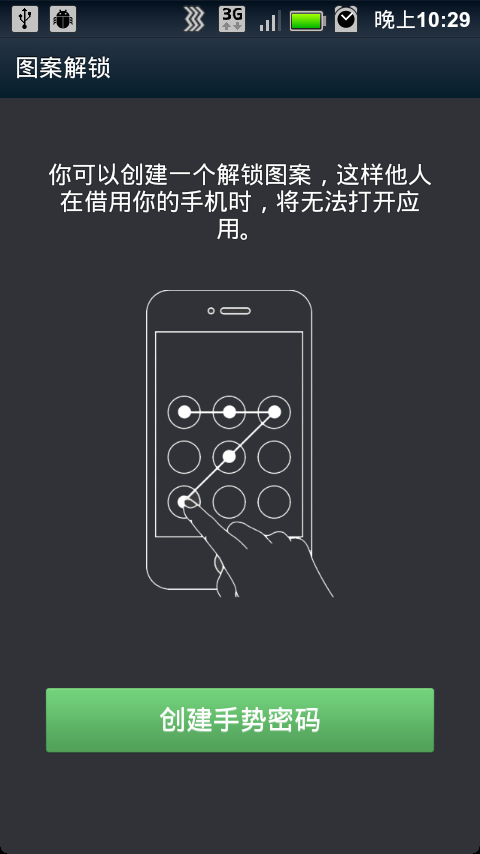 3G 晚上10:29
图案解锁
你可以创建一个解锁图案，这样他人
在借用你的手机时，将无法打开应
用。
创建手势密码